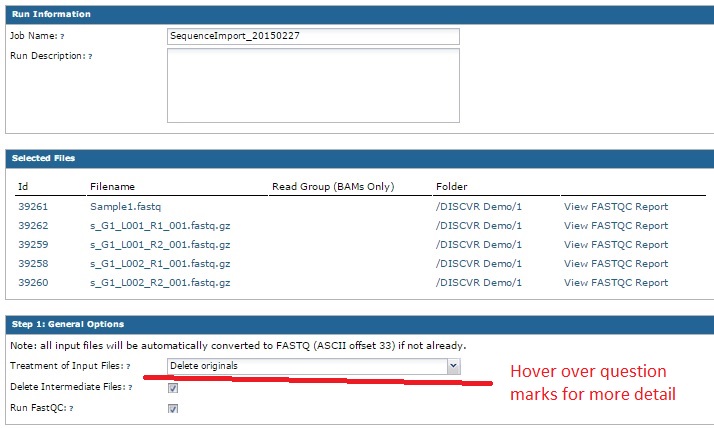 Run Information
Job Name: ? SequenceImport_20150227
Run Description: ?
Selected Files
Id Filename Read Group (BAMs Only) Folder
39261 Sample1.fastq /DISCVR Demo/1 View FASTQC Report
39262 s_G1_L001_R1_001.fastq.gz /DISCVR Demo/1 View FASTQC Report
39259 s_G1_L001_R2_001.fastq.gz /DISCVR Demo/1 View FASTQC Report
39258 s_G1_L002_R1_001.fastq.gz /DISCVR Demo/1 View FASTQC Report
39260 s_G1_L002_R2_001.fastq.gz /DISCVR Demo/1 View FASTQC Report
Step 1: General Options
Note: all input files will be automatically converted to FASTQ (ASCII offset 33) if not already.
Treatment of Input Files: ? Delete originals
Delete Intermediate Files: ?
Run FastQC: ?
Hover over question
marks for more detail